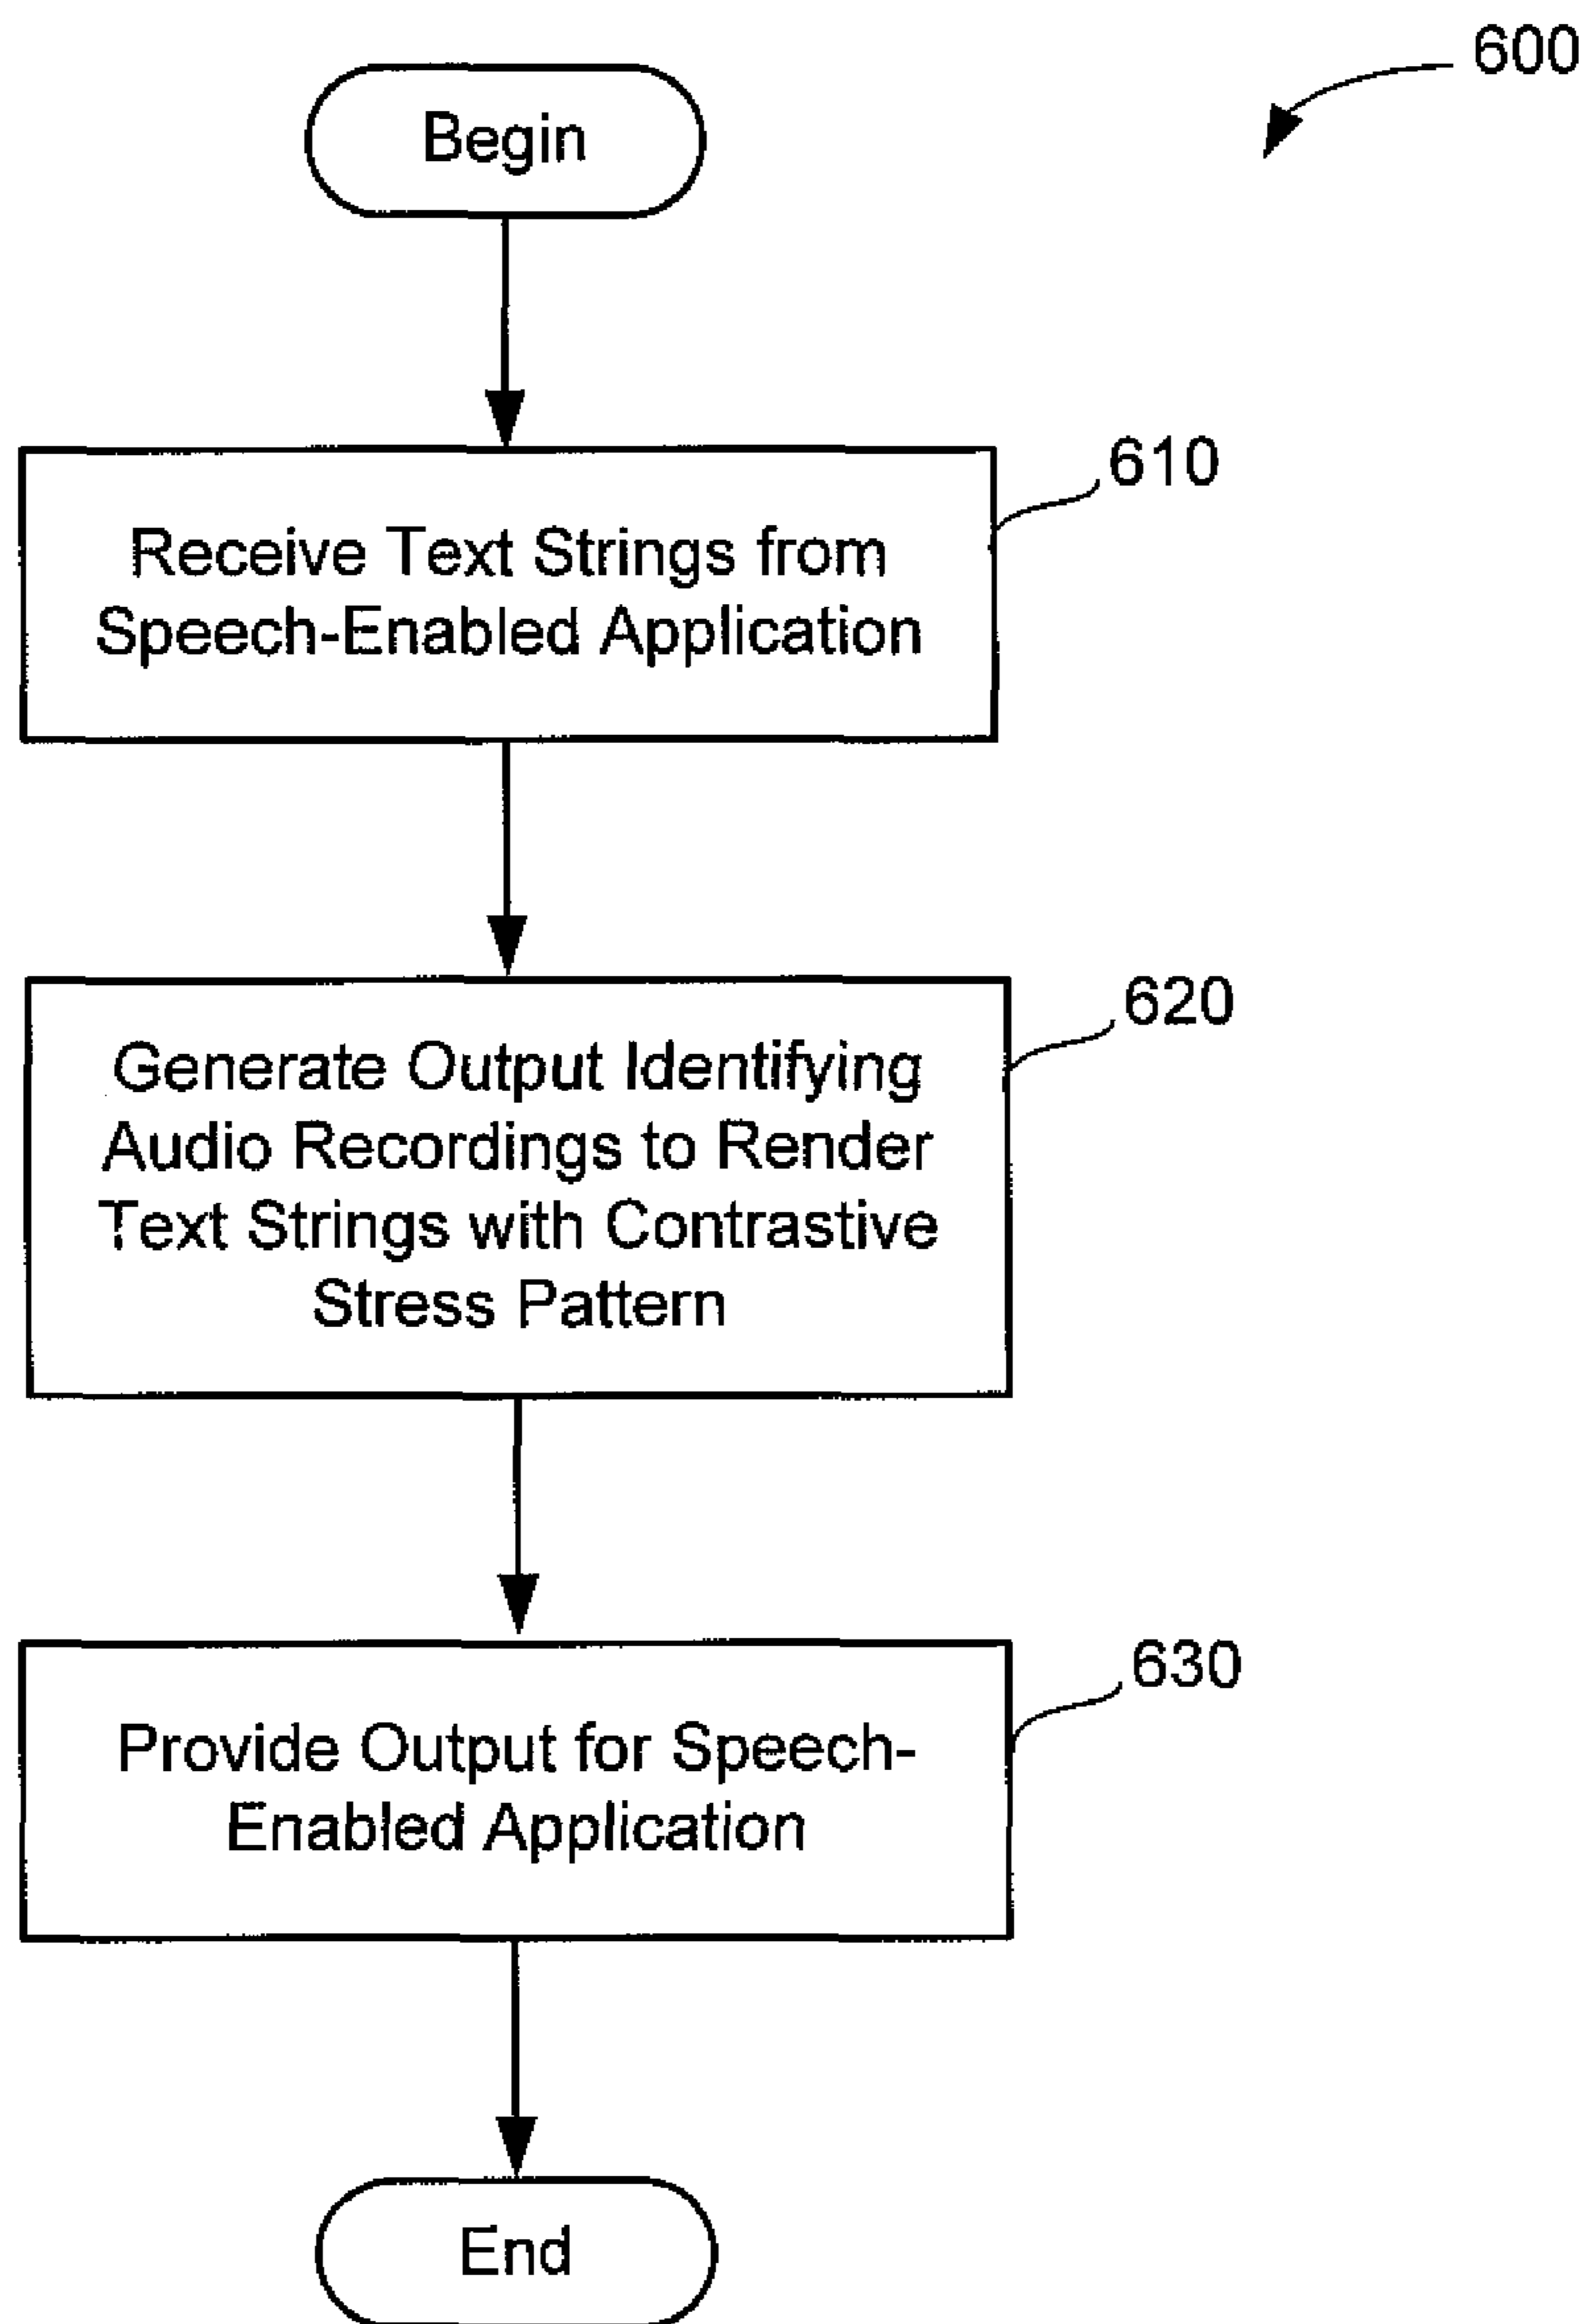 600
Begin
610
Receive Text Strings from
Speech-Enabled Application
620
Generate Output Identifying
Audio Recordings to Render
Text Strings with Contrastive
Stress Pattern
630
Provide Output for Speech-
Enabled Application
End